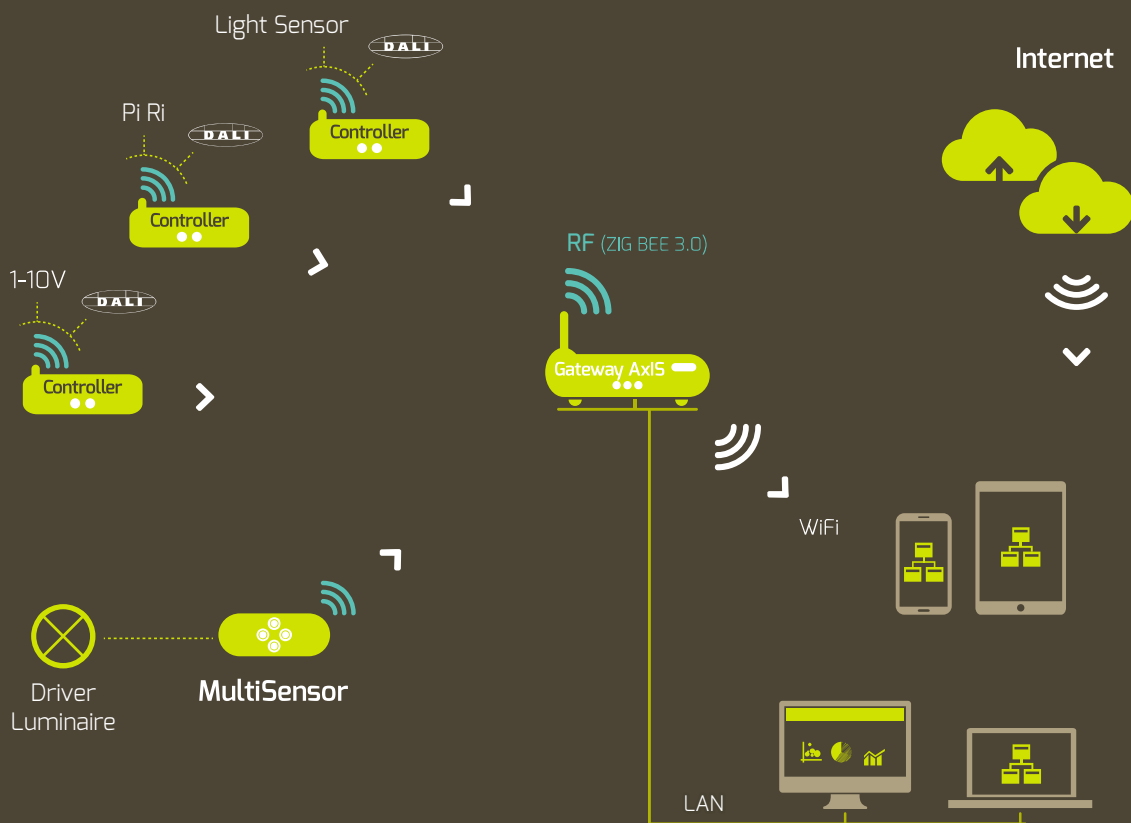 Light Sensor
DALI
Internet
Controller
Pi Ri
DALI
Controller
RF (ZIG BEE 3.0)
1-10V
DALI
Gateway AxIS
Controller
WiFi
MultiSensor
Driver
Luminaire
LAN